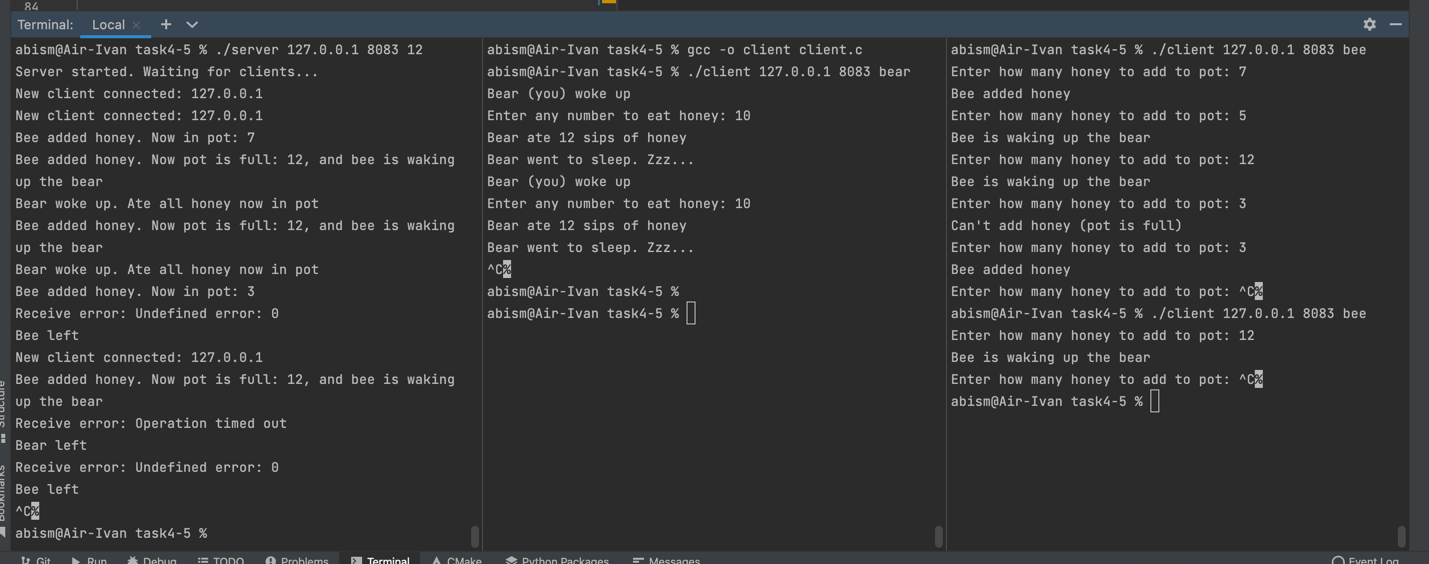 84
Terminal: Local × + 
abism@Air-Ivan task4-5 % ./server 127.0.0.1 8083 12
Server started. Waiting for clients...
New client connected: 127.0.0.1
New client connected: 127.0.0.1
Bee added honey. Now in pot: 7
Bee added honey. Now pot is full: 12, and bee is waking
up the bear
Bear woke up. Ate all honey now in pot
Bee added honey. Now pot is full: 12, and bee is waking
up the bear
Bear woke up. Ate all honey now in pot
Bee added honey. Now in pot: 3
Receive error: Undefined error: 0
Bee left
New client connected: 127.0.0.1
Bee added honey. Now pot is full: 12, and bee is waking
up the bear
Receive error: Operation timed out
Bear left
Receive error: Undefined error: 0
Bee left
^C%
abism@Air-Ivan task4-5 %
abism@Air-Ivan task4-5 % gcc -o client client.c
abism@Air-Ivan task4-5 % ./client 127.0.0.1 8083 bear
Bear (you) woke up
Enter any number to eat honey: 10
Bear ate 12 sips of honey
Bear went to sleep. Zzz...
Bear (you) woke up
Enter any number to eat honey: 10
Bear ate 12 sips of honey
Bear went to sleep. Zzz...
^C%
abism@Air-Ivan task4-5 %
abism@Air-Ivan task4-5 %
abism@Air-Ivan task4-5 % ./client 127.0.0.1 8083 bee
Enter how many honey to add to pot: 7
Bee added honey
Enter how many honey to add to pot: 5
Bee is waking up the bear
Enter how many honey to add to pot: 12
Bee is waking up the bear
Enter how many honey to add to pot: 3
Can't add honey (pot is full)
Enter how many honey to add to pot: 3
Bee added honey
Enter how many honey to add to pot: ^C%
abism@Air-Ivan task4-5 % ./client 127.0.0.1 8083 bee
Enter how many honey to add to pot: 12
Bee is waking up the bear
Enter how many honey to add to pot: ^C%
abism@Air-Ivan task4-5 %
Structure
Bookmarks
Git Run Debug TODO Problems Terminal CMake Python Packages Messages Event Log